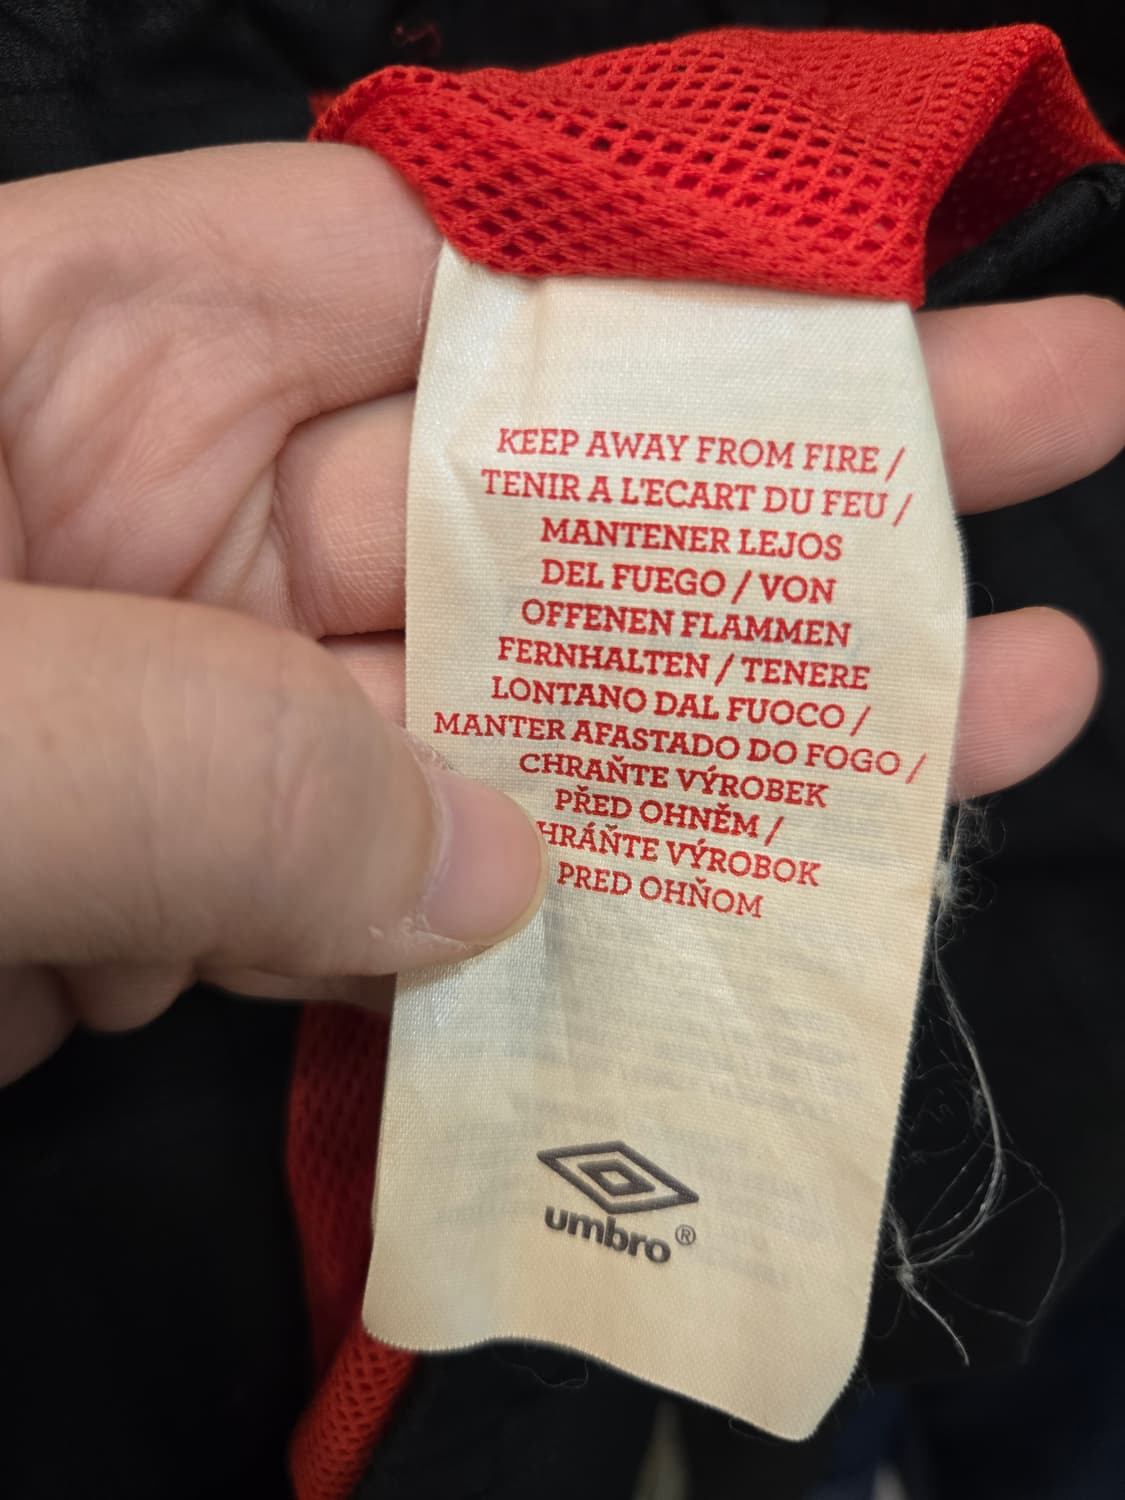 KEEP AWAY FROM FIRE /
TENIR A L'ECART DU FEU /
MANTENER LEJOS
DEL FUEGO / VON
OFFENEN FLAMMEN
FERNHALTEN / TENERE
LONTANO DAL FUOCO /
MANTER AFASTADO DO FOGO /
CHRAŇTE VÝROBEK
PŘED OHNĚM /
HRÁŇTE VÝROBOK
PRED OHŇOM
umbro®